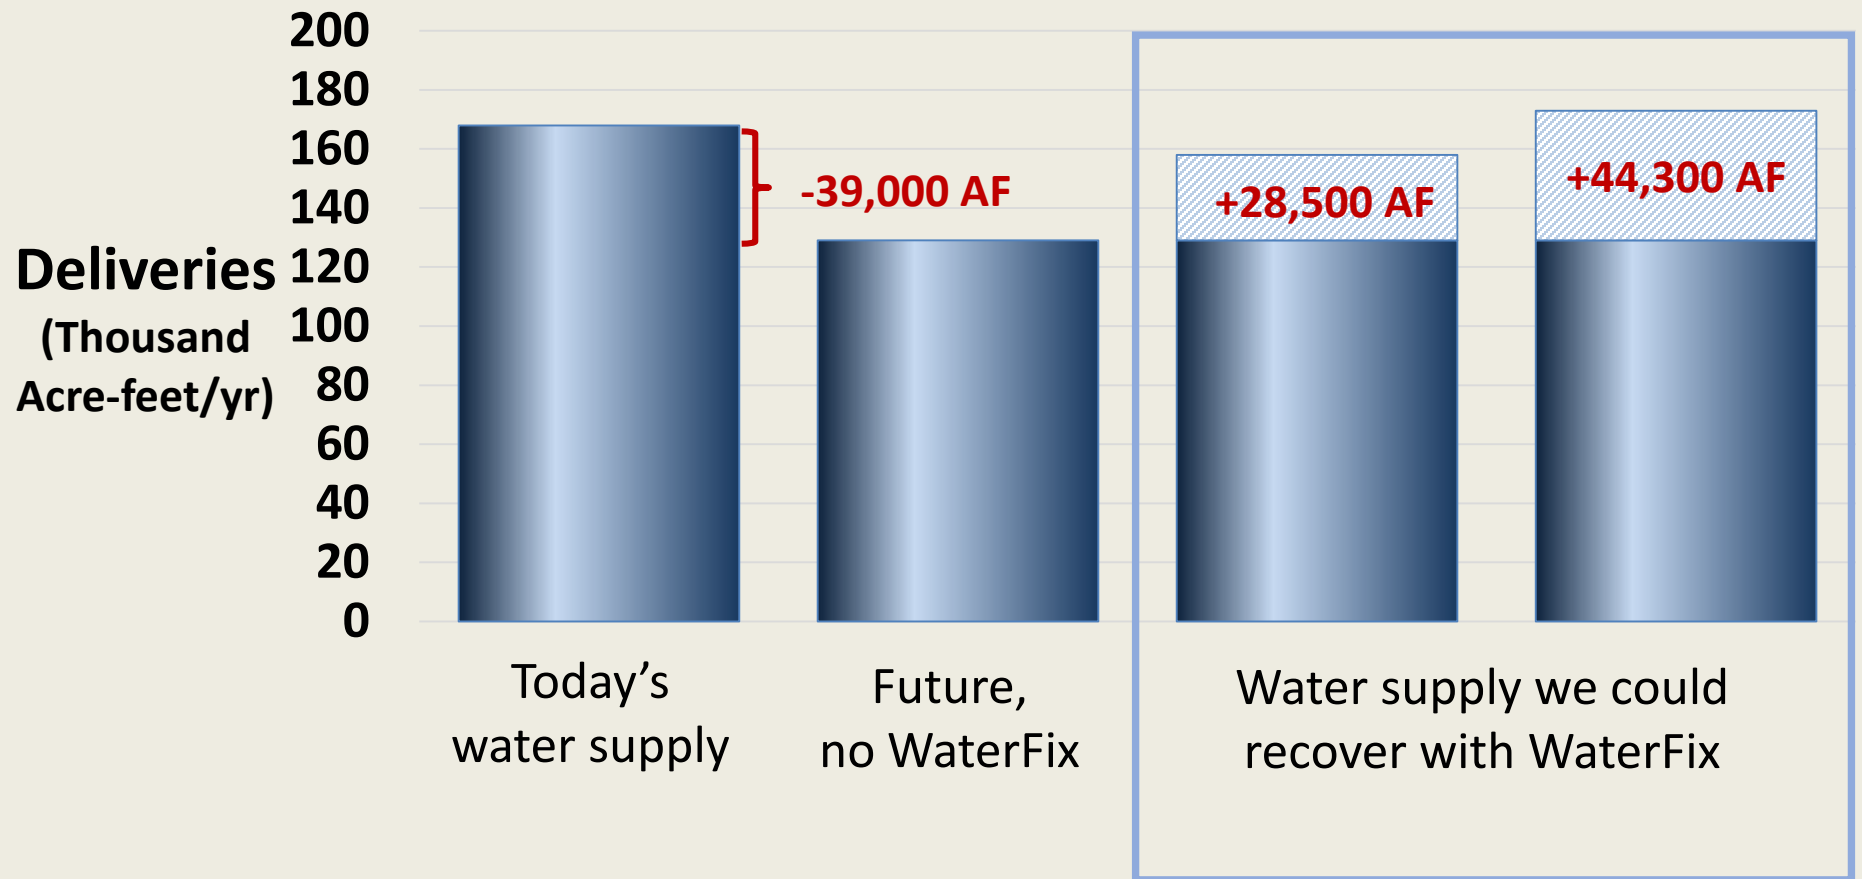 200
180
160
140
120
100
80
60
40
20
0
Deliveries
(Thousand
Acre-feet/yr)
-39,000 AF
+28,500 AF
+44,300 AF
Today’s
water supply
Future,
no WaterFix
Water supply we could
recover with WaterFix